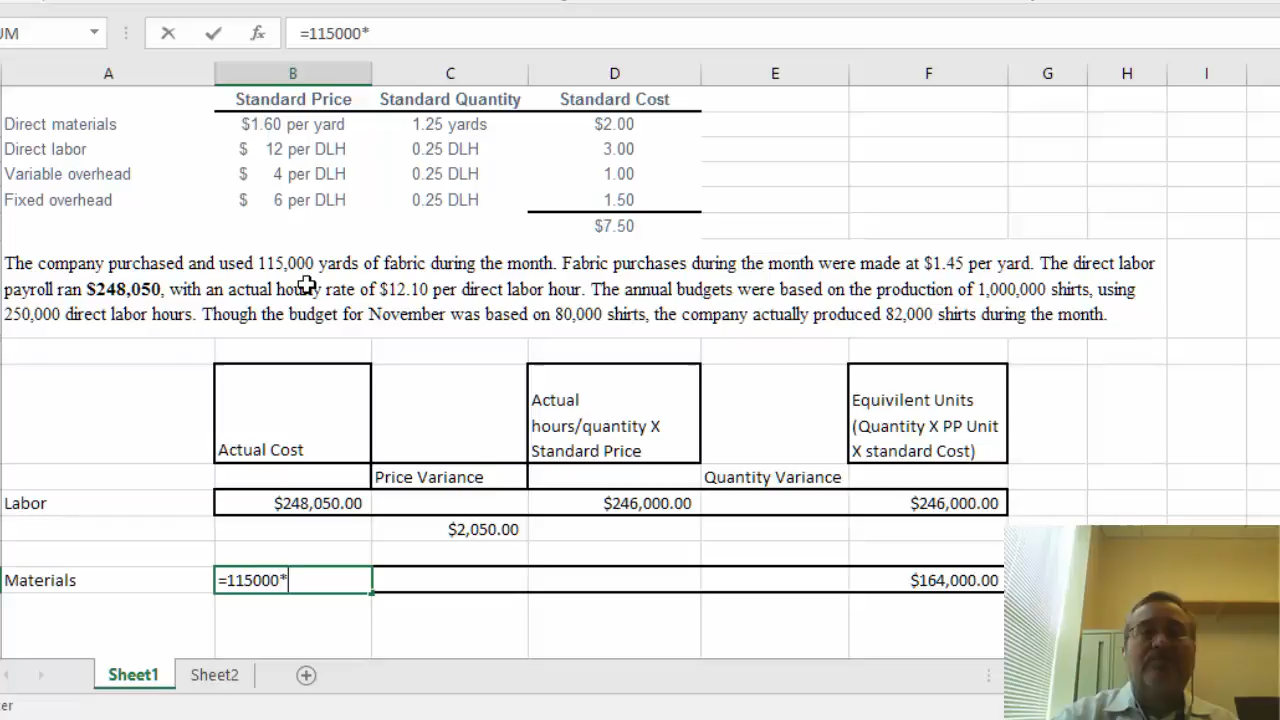 UM =115000*
A B C D E F G H I
Standard Price Standard Quantity Standard Cost
Direct materials $1.60 per yard 1.25 yards $2.00
Direct labor $ 12 per DLH 0.25 DLH 3.00
Variable overhead $ 4 per DLH 0.25 DLH 1.00
Fixed overhead $ 6 per DLH 0.25 DLH 1.50
$7.50
The company purchased and used 115,000 yards of fabric during the month. Fabric purchases during the month were made at $1.45 per yard. The direct labor
payroll ran $248,050, with an actual hourly rate of $12.10 per direct labor hour. The annual budgets were based on the production of 1,000,000 shirts, using
250,000 direct labor hours. Though the budget for November was based on 80,000 shirts, the company actually produced 82,000 shirts during the month.
Actual Cost
Actual
hours/quantity X
Standard Price
Equivilent Units
(Quantity X PP Unit
X standard Cost)
Price Variance Quantity Variance
Labor $248,050.00 $246,000.00 $246,000.00
$2,050.00
Materials =115000* $164,000.00
Sheet1 Sheet2
er